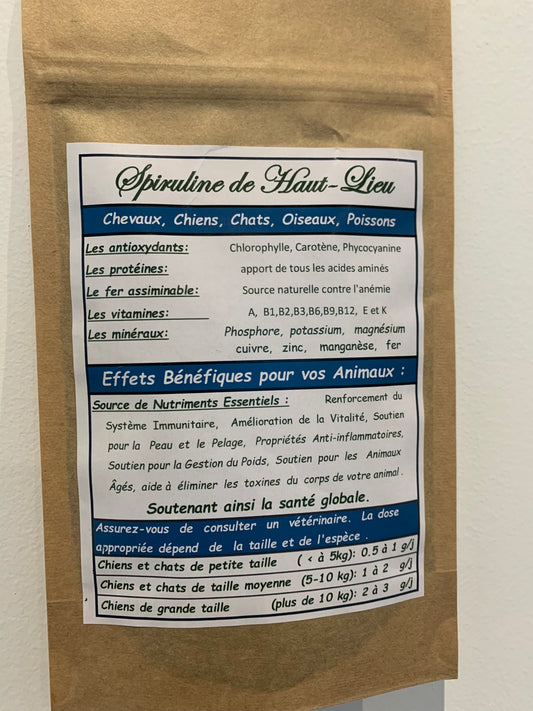 Spiruline de Haut-Lieu
Chevaux, Chiens, Chats, Oiseaux, Poissons
Les antioxydants: Chlorophylle, Carotène, Phycocyanine
Les protéines: apport de tous les acides aminés
Le fer assiminable: Source naturelle contre l'anémie
Les vitamines: A, B1,B2,B3,B6,B9,B12, E et K
Les minéraux: Phosphore, potassium, magnésium
cuivre, zinc, manganèse, fer
Effets Bénéfiques pour vos Animaux :
Source de Nutriments Essentiels : Renforcement du
Système Immunitaire, Amélioration de la Vitalité, Soutien
pour la Peau et le Pelage, Propriétés Anti-inflammatoires,
Soutien pour la Gestion du Poids, Soutien pour les Animaux
Âgés, aide à éliminer les toxines du corps de votre animal.
Soutenant ainsi la santé globale.
Assurez-vous de consulter un vétérinaire. La dose
appropriée dépend de la taille et de l'espèce .
Chiens et chats de petite taille ( < à 5kg): 0.5 à 1 g/j
Chiens et chats de taille moyenne (5-10 kg): 1 à 2 g/j
Chiens de grande taille (plus de 10 kg): 2 à 3 g/j